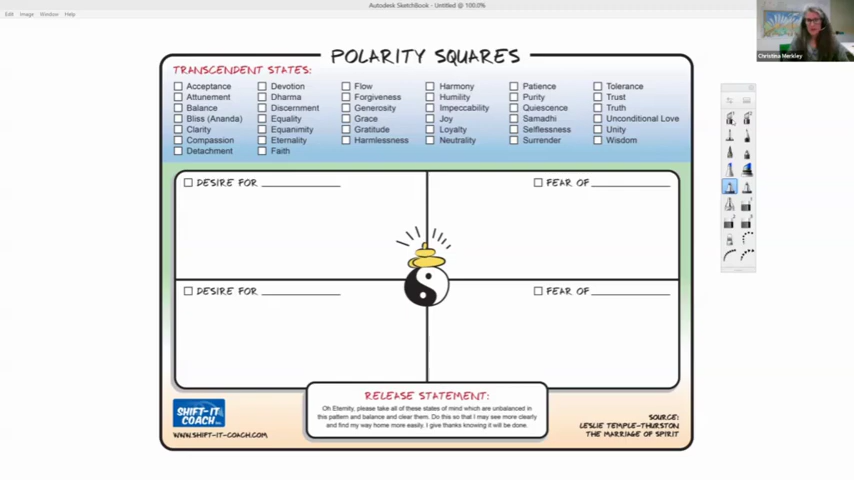 Autodesk SketchBook - Untitled @ 100.0%
Edit Image Window Help
Christina Merkley
POLARITY SQUARES
TRANSCENDENT STATES:
Acceptance Devotion Flow Harmony Patience Tolerance
Attunement Dharma Forgiveness Humility Purity Trust
Balance Discernment Generosity Impeccability Quiescence Truth
Bliss (Ananda) Equality Grace Joy Samadhi Unconditional Love
Clarity Equanimity Gratitude Loyalty Selflessness Unity
Compassion Eternality Harmlessness Neutrality Surrender Wisdom
Detachment Faith
DESIRE FOR ____________ FEAR OF ____________
DESIRE FOR ____________ FEAR OF ____________
RELEASE STATEMENT:
Oh Eternity, please take all of these states of mind which are unbalanced in
this pattern and balance and clear them. Do this so that I may see more clearly
and find my way home more easily. I give thanks knowing it will be done.
SHIFT-IT
COACH
WWW.SHIFT-IT-COACH.COM
SOURCE:
LESLIE TEMPLE-THURSTON
THE MARRIAGE OF SPIRIT